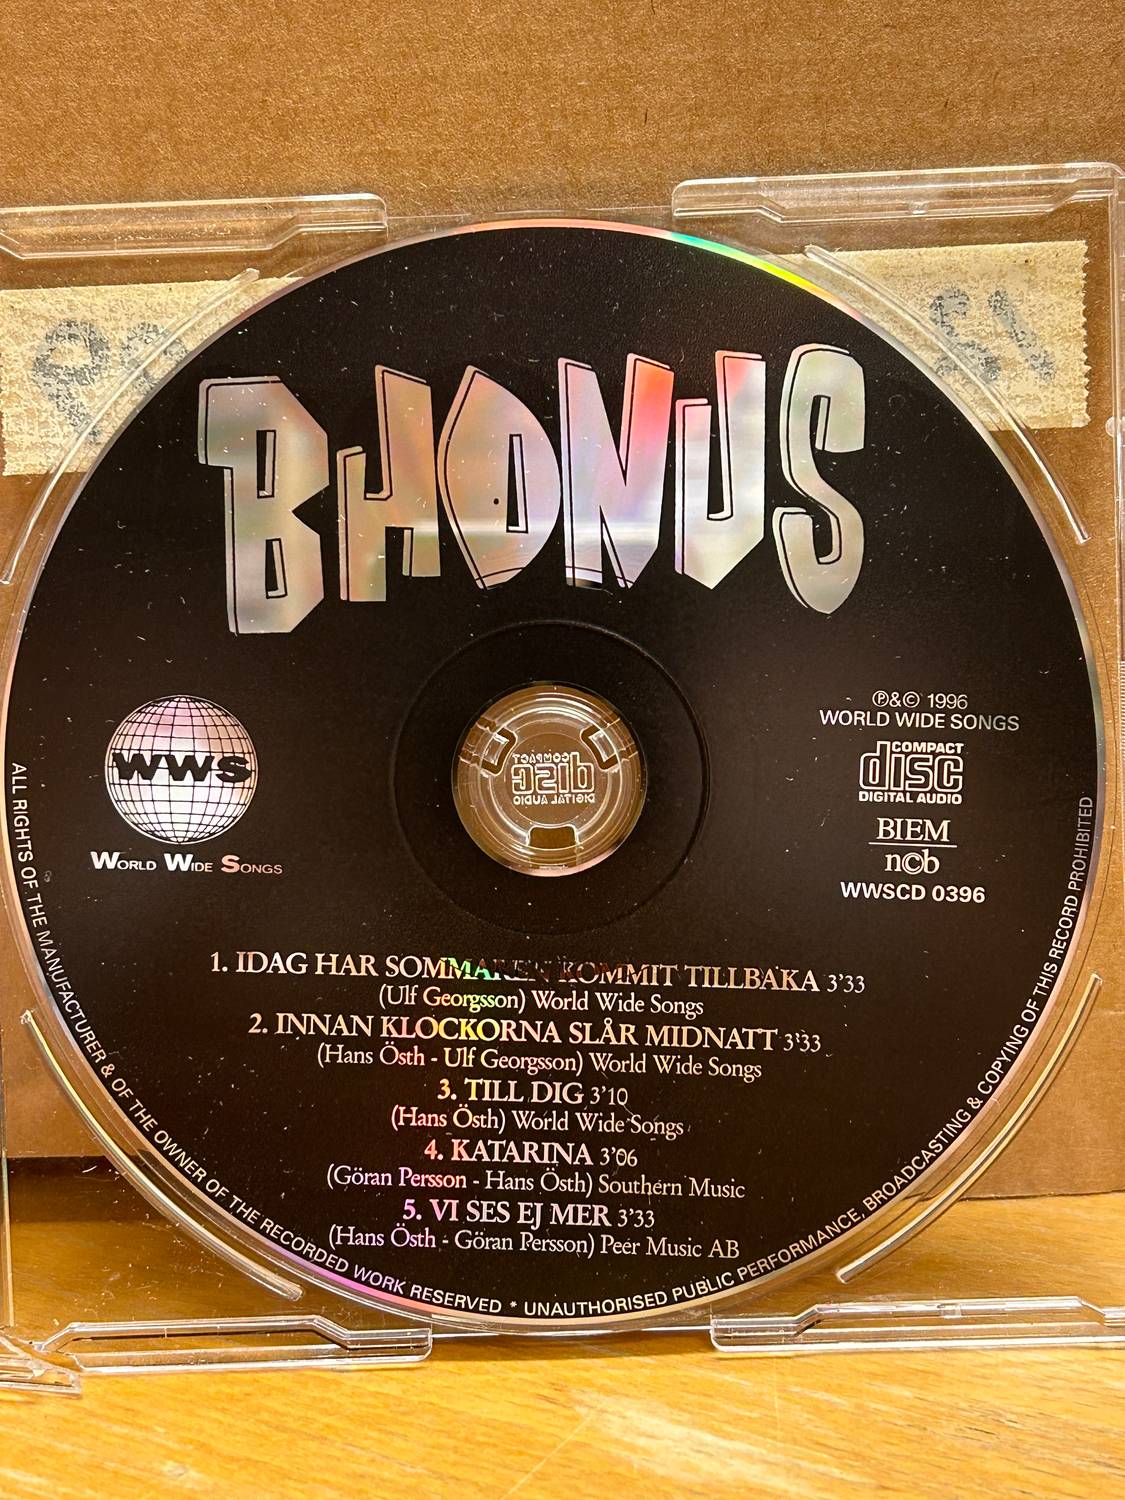 BHONUS
WWS
WORLD WIDE SONGS
℗&© 1996
WORLD WIDE SONGS
COMPACT
disc
DIGITAL AUDIO
BIEM
n©b
WWSCD 0396
COMPACT
disc
DIGITAL AUDIO
1. IDAG HAR SOMMAREN KOMMIT TILLBAKA 3'33
(Ulf Georgsson) World Wide Songs
2. INNAN KLOCKORNA SLÅR MIDNATT 3'33
(Hans Östh - Ulf Georgsson) World Wide Songs
3. TILL DIG 3'10
(Hans Östh) World Wide Songs
4. KATARINA 3'06
(Göran Persson - Hans Östh) Southern Music
5. VI SES EJ MER 3'33
(Hans Östh - Göran Persson) Peer Music AB
ALL RIGHTS OF THE MANUFACTURER & OF THE OWNER OF THE RECORDED WORK RESERVED * UNAUTHORISED PUBLIC PERFORMANCE, BROADCASTING & COPYING OF THIS RECORD PROHIBITED